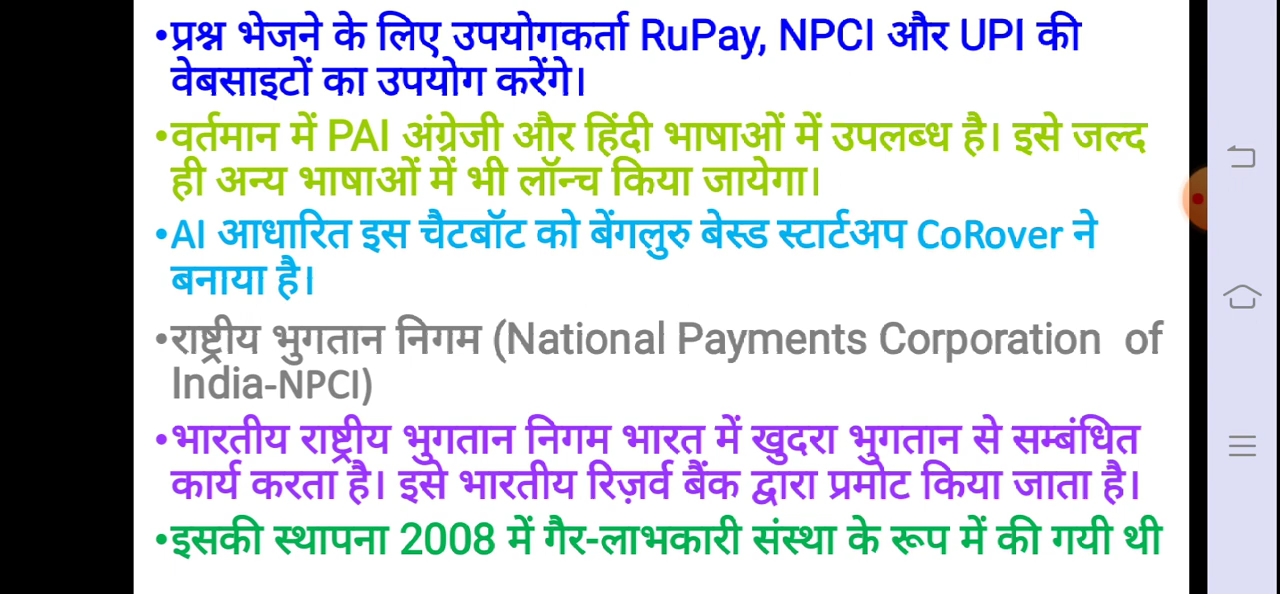 •प्रश्न भेजने के लिए उपयोगकर्ता RuPay, NPCI और UPI की
वेबसाइटों का उपयोग करेंगे।
•वर्तमान में PAI अंग्रेजी और हिंदी भाषाओं में उपलब्ध है। इसे जल्द
ही अन्य भाषाओं में भी लॉन्च किया जायेगा।
•AI आधारित इस चैटबॉट को बेंगलुरु बेस्ड स्टार्टअप CoRover ने
बनाया है।
•राष्ट्रीय भुगतान निगम (National Payments Corporation of
India-NPCI)
•भारतीय राष्ट्रीय भुगतान निगम भारत में खुदरा भुगतान से सम्बंधित
कार्य करता है। इसे भारतीय रिज़र्व बैंक द्वारा प्रमोट किया जाता है।
•इसकी स्थापना 2008 में गैर-लाभकारी संस्था के रूप में की गयी थी